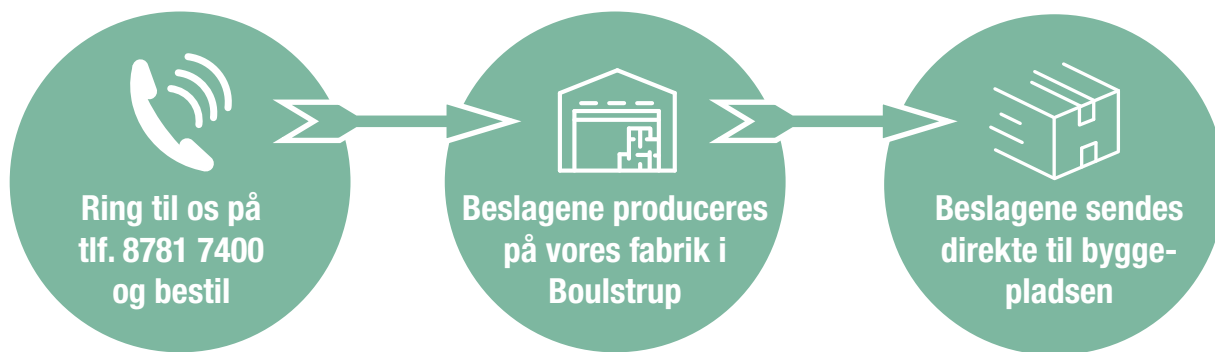 Ring til os på
tlf. 8781 7400
og bestil
Beslagene produceres
på vores fabrik i
Boulstrup
Beslagene sendes
direkte til bygge-
pladsen